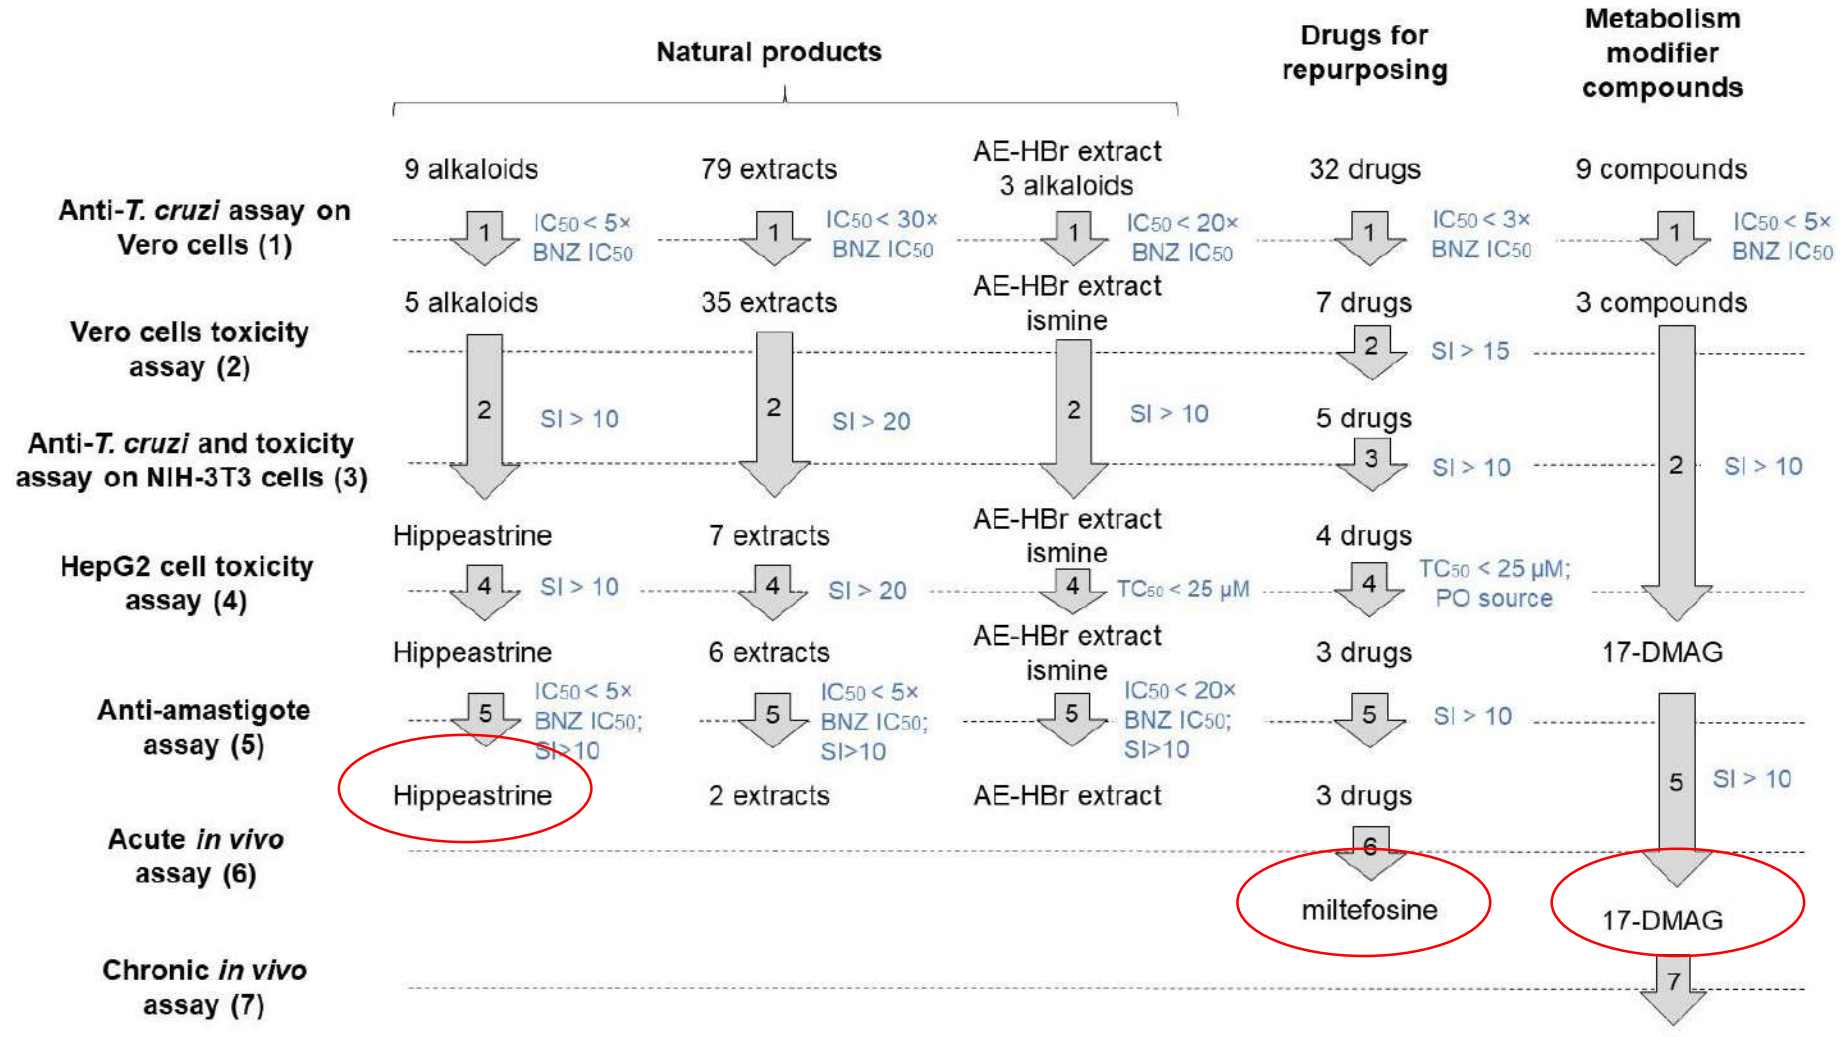 Natural products
Drugs for
repurposing
Metabolism
modifier
compounds
9 alkaloids
79 extracts
AE-HBr extract
3 alkaloids
32 drugs
9 compounds
Anti-T. cruzi assay on
Vero cells (1)
1
IC50 < 5×
BNZ IC50
1
IC50 < 30×
BNZ IC50
1
IC50 < 20×
BNZ IC50
1
IC50 < 3×
BNZ IC50
1
IC50 < 5×
BNZ IC50
5 alkaloids
35 extracts
AE-HBr extract
ismine
7 drugs
3 compounds
Vero cells toxicity
assay (2)
2
SI > 15
2
SI > 10
2
SI > 20
2
SI > 10
5 drugs
Anti-T. cruzi and toxicity
assay on NIH-3T3 cells (3)
3
SI > 10
2
SI > 10
Hippeastrine
7 extracts
AE-HBr extract
ismine
4 drugs
HepG2 cell toxicity
assay (4)
4
SI > 10
4
SI > 20
4
TC50 < 25 µM
4
TC50 < 25 µM;
PO source
Hippeastrine
6 extracts
AE-HBr extract
ismine
3 drugs
17-DMAG
Anti-amastigote
assay (5)
5
IC50 < 5×
BNZ IC50;
SI>10
5
IC50 < 5×
BNZ IC50;
SI>10
5
IC50 < 20×
BNZ IC50;
SI>10
5
SI > 10
5
SI > 10
Hippeastrine
2 extracts
AE-HBr extract
3 drugs
Acute in vivo
assay (6)
6
miltefosine
17-DMAG
Chronic in vivo
assay (7)
7